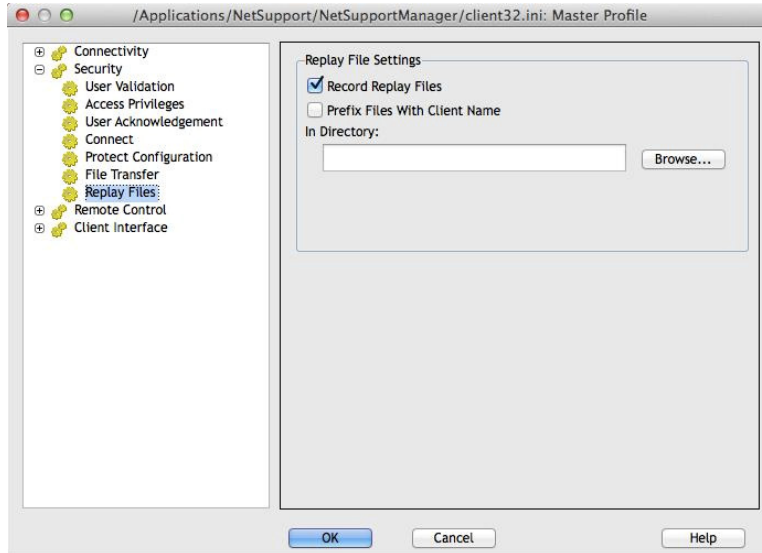 /Applications/NetSupport/NetSupportManager/client32.ini: Master Profile
Connectivity
Security
User Validation
Access Privileges
User Acknowledgement
Connect
Protect Configuration
File Transfer
Replay Files
Remote Control
Client Interface
Replay File Settings
Record Replay Files
Prefix Files With Client Name
In Directory:
Browse...
OK
Cancel
Help